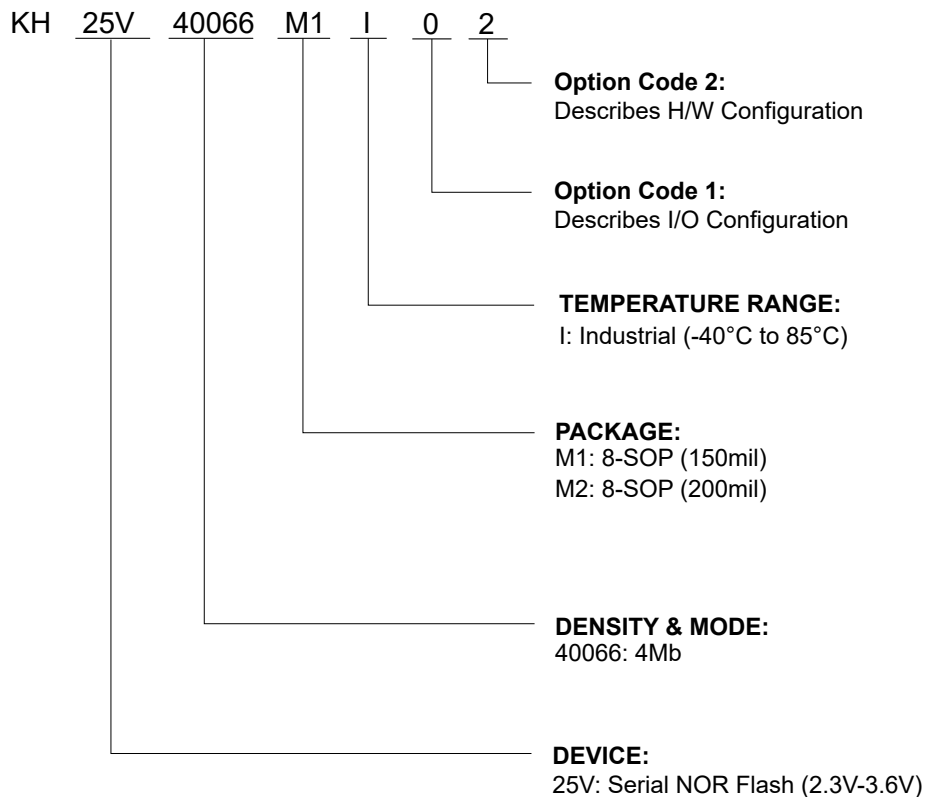 KH 25V 40066 M1 I 0 2
Option Code 2:
Describes H/W Configuration
Option Code 1:
Describes I/O Configuration
TEMPERATURE RANGE:
I: Industrial (-40°C to 85°C)
PACKAGE:
M1: 8-SOP (150mil)
M2: 8-SOP (200mil)
DENSITY & MODE:
40066: 4Mb
DEVICE:
25V: Serial NOR Flash (2.3V-3.6V)